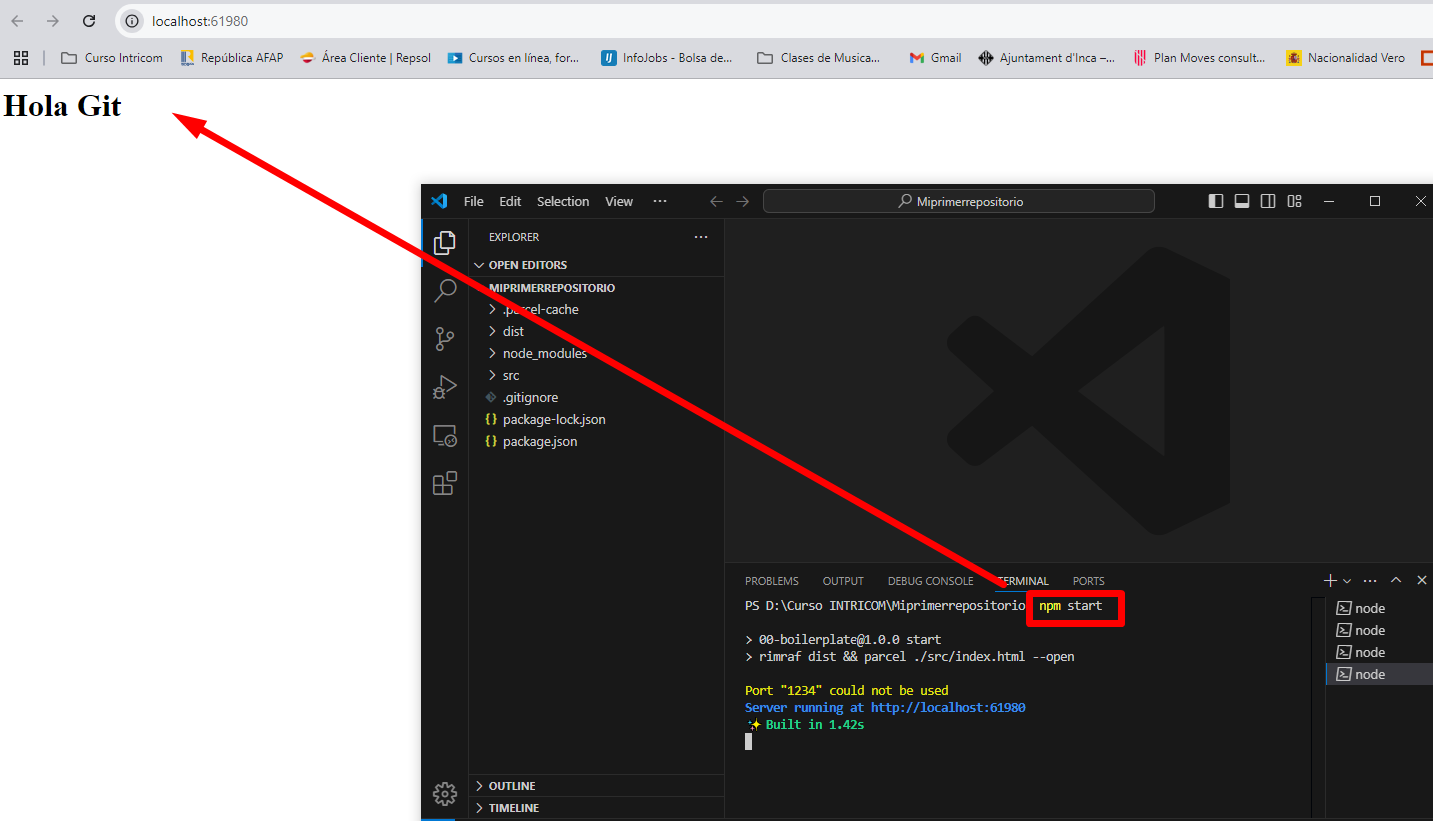 localhost:61980
Curso Intricom República AFAP Área Cliente | Repsol Cursos en línea, for... InfoJobs - Bolsa de... Clases de Musica... Gmail Ajuntament d'Inca –... Plan Moves consult... Nacionalidad Vero
Hola Git
File Edit Selection View ··· Miprimerrepositorio
EXPLORER
OPEN EDITORS
MIPRIMERREPOSITORIO
.parcel-cache
dist
node_modules
src
.gitignore
{} package-lock.json
{} package.json
OUTLINE
TIMELINE
PROBLEMS OUTPUT DEBUG CONSOLE TERMINAL PORTS
PS D:\Curso INTRICOM\Miprimerrepositorio npm start
> 00-boilerplate@1.0.0 start
> rimraf dist && parcel ./src/index.html --open
Port "1234" could not be used
Server running at http://localhost:61980
✨ Built in 1.42s
node
node
node
node